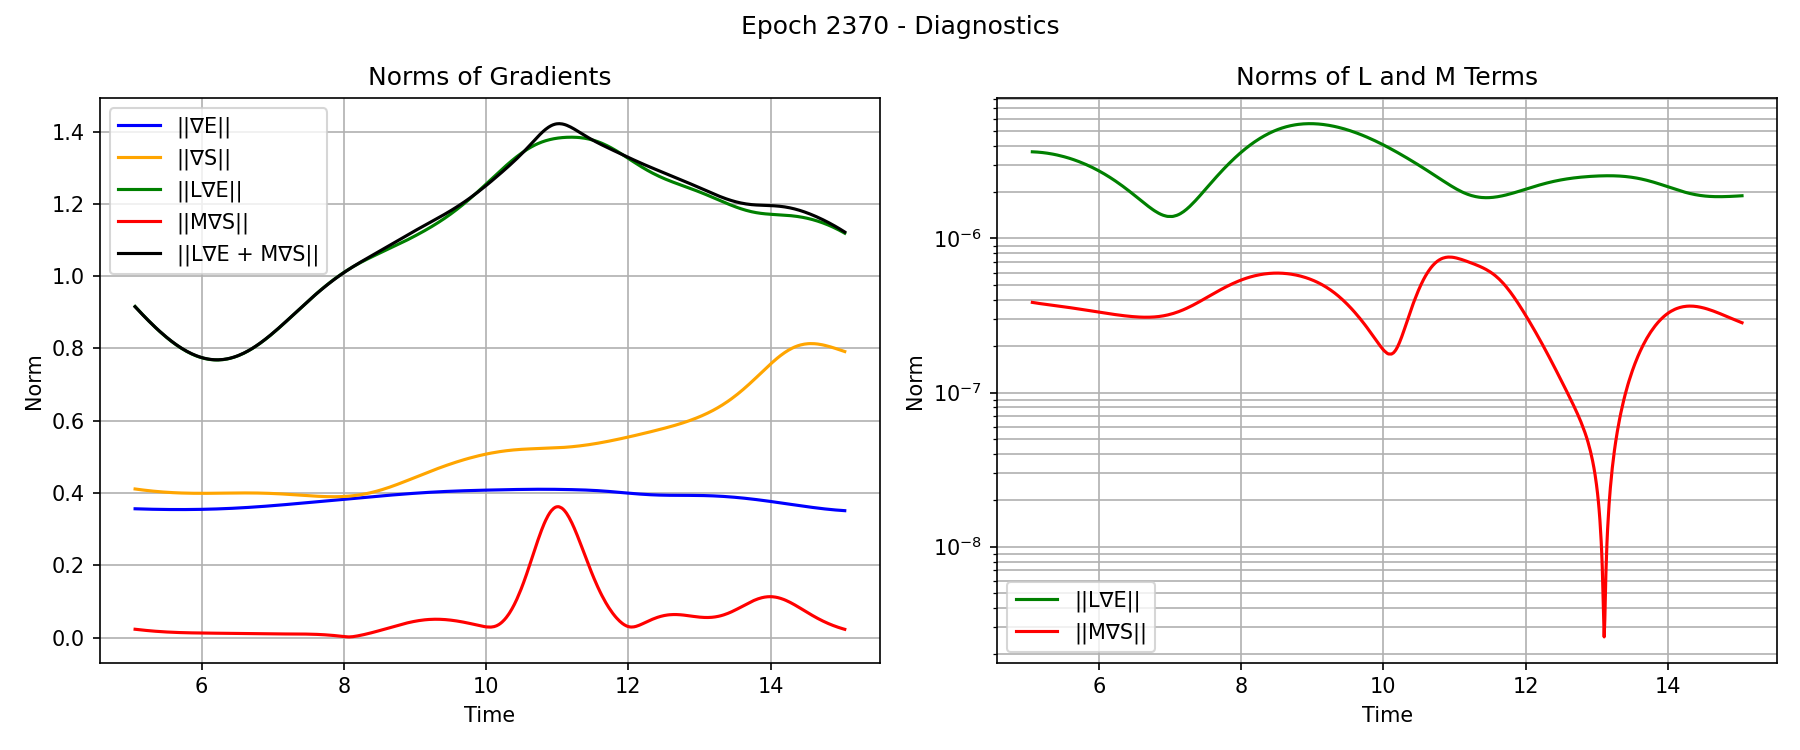 Epoch 2370 - Diagnostics
Norms of Gradients
||∇E||
||∇S||
||L∇E||
||M∇S||
||L∇E + M∇S||
1.4
1.2
1.0
0.8
0.6
0.4
0.2
0.0
Norm
6 8 10 12 14
Time
Norms of L and M Terms
10⁻⁶
10⁻⁷
10⁻⁸
Norm
||L∇E||
||M∇S||
6 8 10 12 14
Time